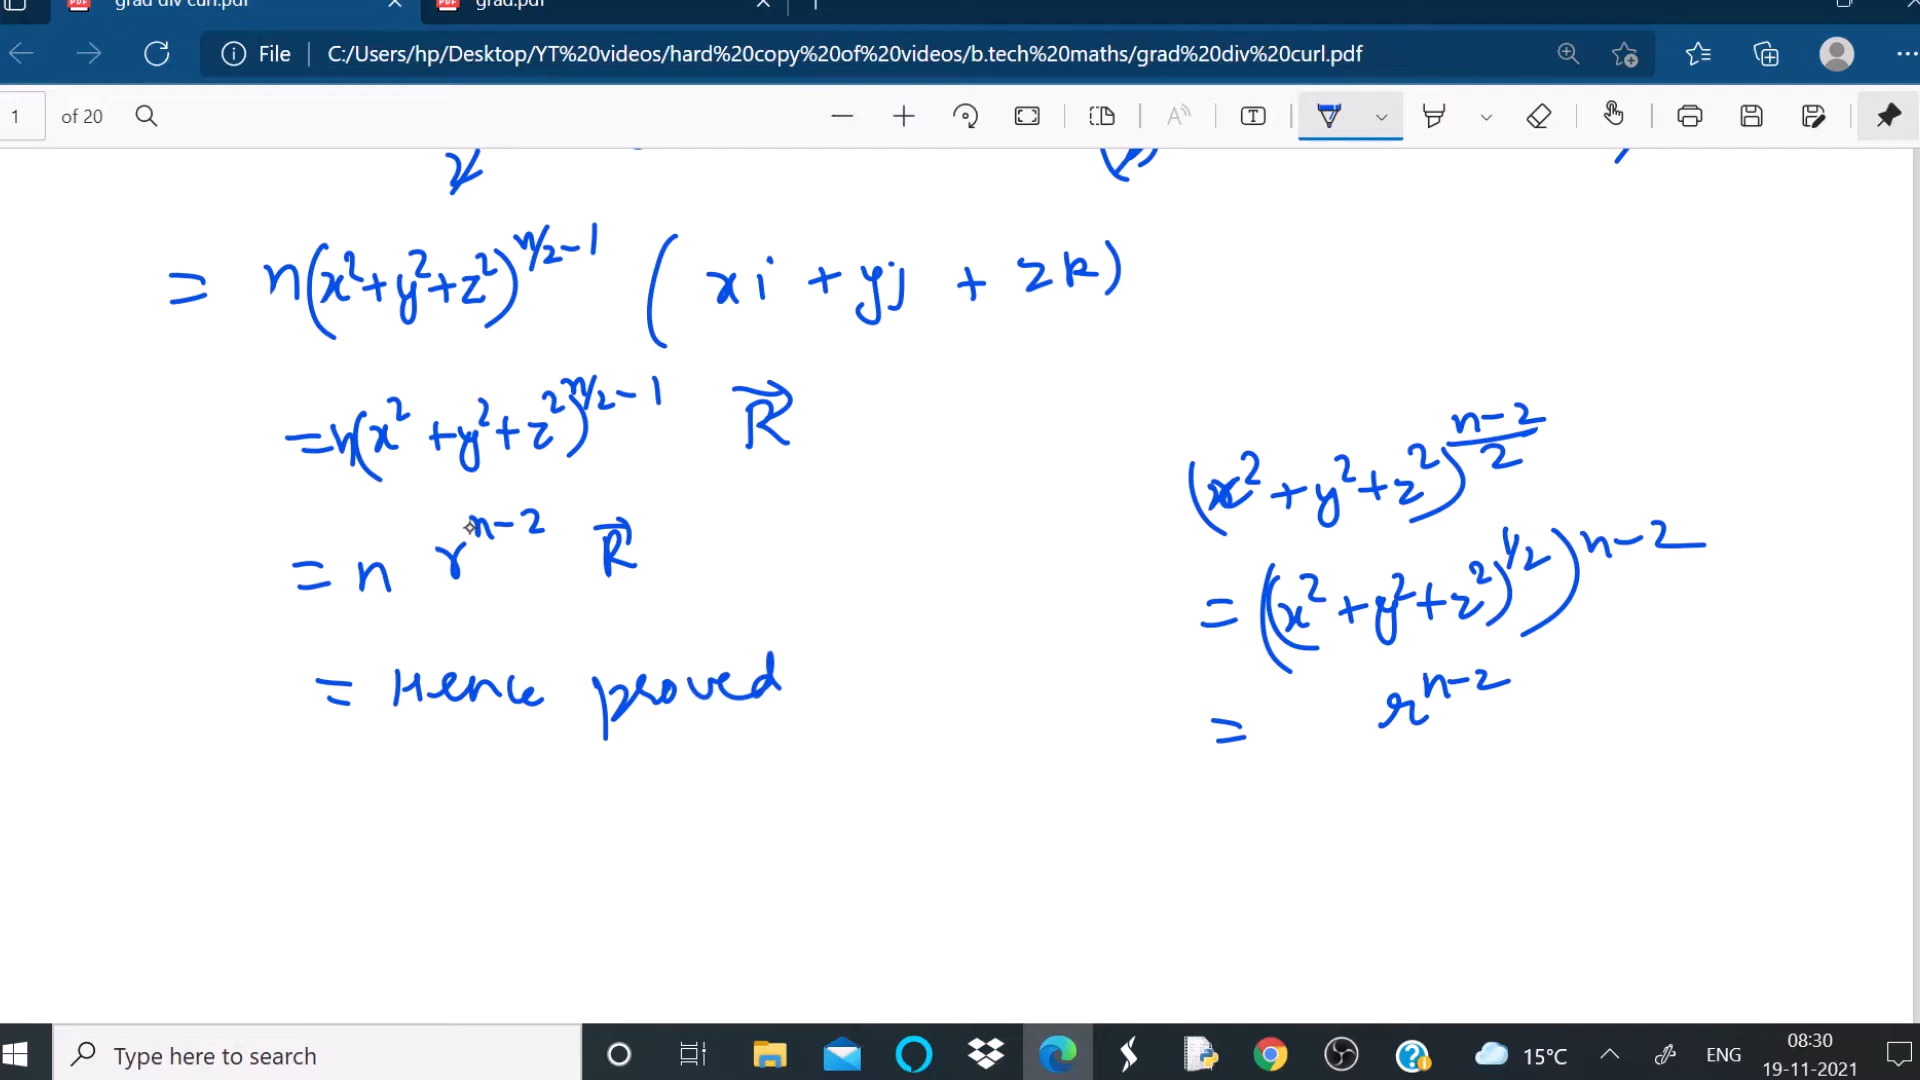 grad div curl.pdf
grad.pdf
File
C:/Users/hp/Desktop/YT%20videos/hard%20copy%20of%20videos/b.tech%20maths/grad%20div%20curl.pdf
1 of 20
= n(x²+y²+z²)^{n/2-1} (xi + yj + zk)
= n(x²+y²+z²)^{n/2-1} \vec{R}
(x²+y²+z²)^{\frac{n-2}{2}}
= n r^{n-2} \vec{R}
= ((x²+y²+z²)^{1/2})^{n-2}
= Hence proved
= r^{n-2}
Type here to search
15°C
ENG
08:30
19-11-2021